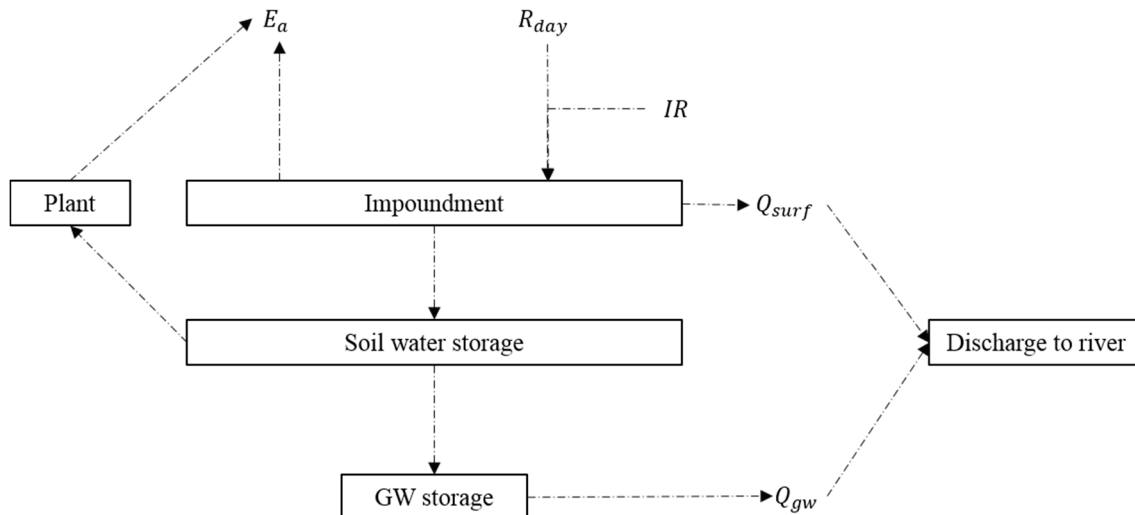 E_a
R_day
IR
Plant
Impoundment
Q_surf
Soil water storage
Discharge to river
GW storage
Q_gw